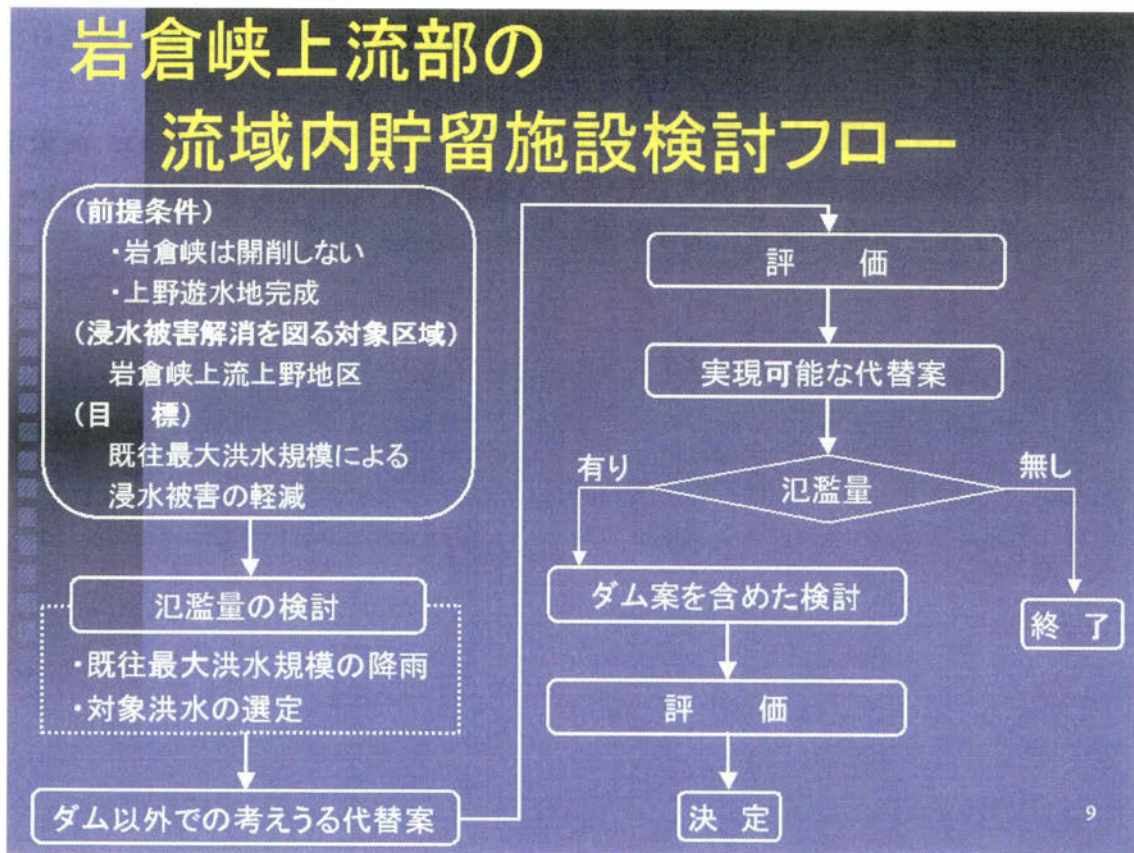 岩倉峡上流部の
流域内貯留施設検討フロー
(前提条件)
・岩倉峡は開削しない
・上野遊水地完成
(浸水被害解消を図る対象区域)
岩倉峡上流上野地区
(目　標)
既往最大洪水規模による
浸水被害の軽減
氾濫量の検討
・既往最大洪水規模の降雨
・対象洪水の選定
ダム以外での考えうる代替案
評　価
実現可能な代替案
氾濫量
有り
無し
ダム案を含めた検討
終　了
評　価
決　定
9